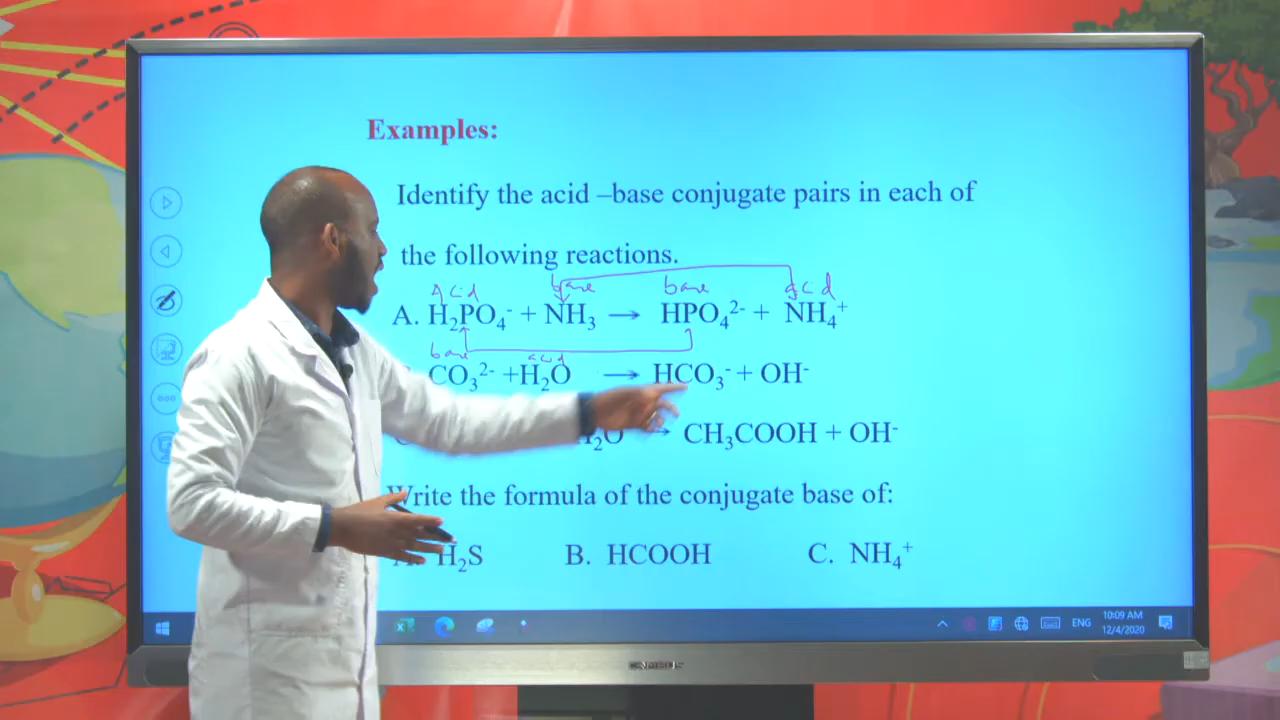 Examples:
Identify the acid –base conjugate pairs in each of
the following reactions.
Acid base base acid
A. H₂PO₄⁻ + NH₃ → HPO₄²⁻ + NH₄⁺
base acid
CO₃²⁻ +H₂O → HCO₃⁻ + OH⁻
H₂O → CH₃COOH + OH⁻
Write the formula of the conjugate base of:
A. H₂S B. HCOOH C. NH₄⁺
ENG
10:09 AM
12/4/2020